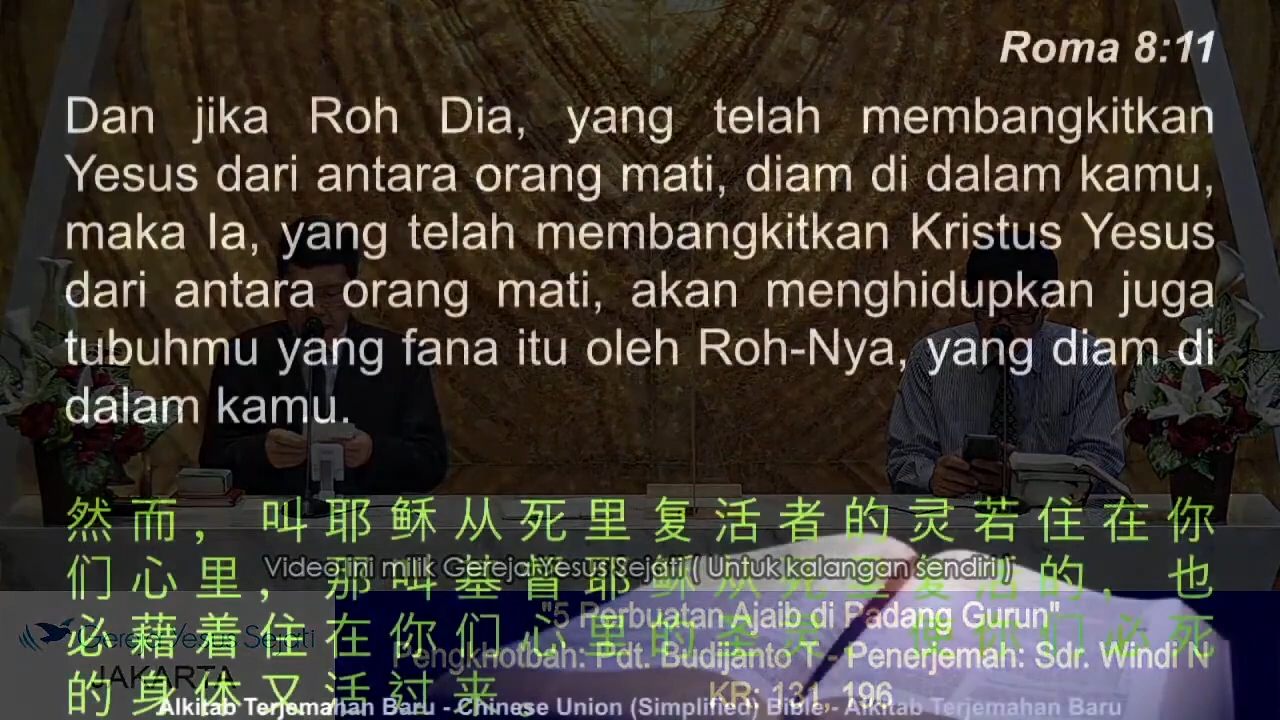 Roma 8:11
Dan jika Roh Dia, yang telah membangkitkan
Yesus dari antara orang mati, diam di dalam kamu,
maka Ia, yang telah membangkitkan Kristus Yesus
dari antara orang mati, akan menghidupkan juga
tubuhmu yang fana itu oleh Roh-Nya, yang diam di
dalam kamu.
然而，叫耶稣从死里复活者的灵若住在你
们心里，那叫基督耶稣从死里复活的，也
Video ini milik Gereja Yesus Sejati ( Untuk kalangan sendiri )
"5 Perbuatan Ajaib di Padang Gurun"
必藉着住在你们心里的圣灵，使你们必死
Gereja Yesus Sejati
JAKARTA
Pengkhotbah: Pdt. Budijanto - Penerjemah: Sdr. Windi N
的身体又活过来。
KR: 131, 196
Alkitab Terjemahan Baru - Chinese Union (Simplified) Bible - Alkitab Terjemahan Baru